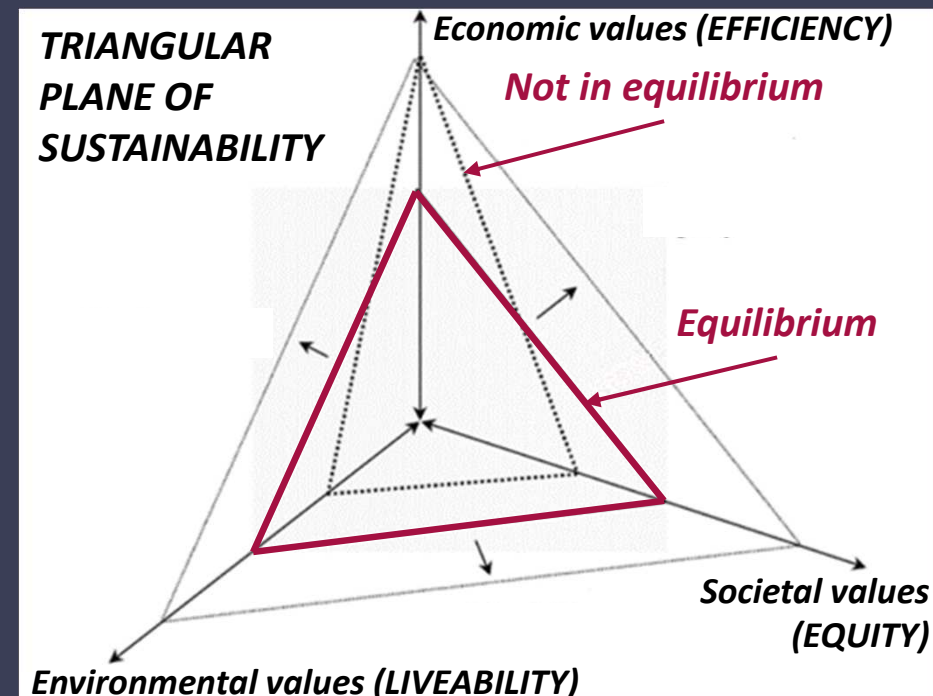 TRIANGULAR
PLANE OF
SUSTAINABILITY
Economic values (EFFICIENCY)
Not in equilibrium
Equilibrium
Societal values
(EQUITY)
Environmental values (LIVEABILITY)